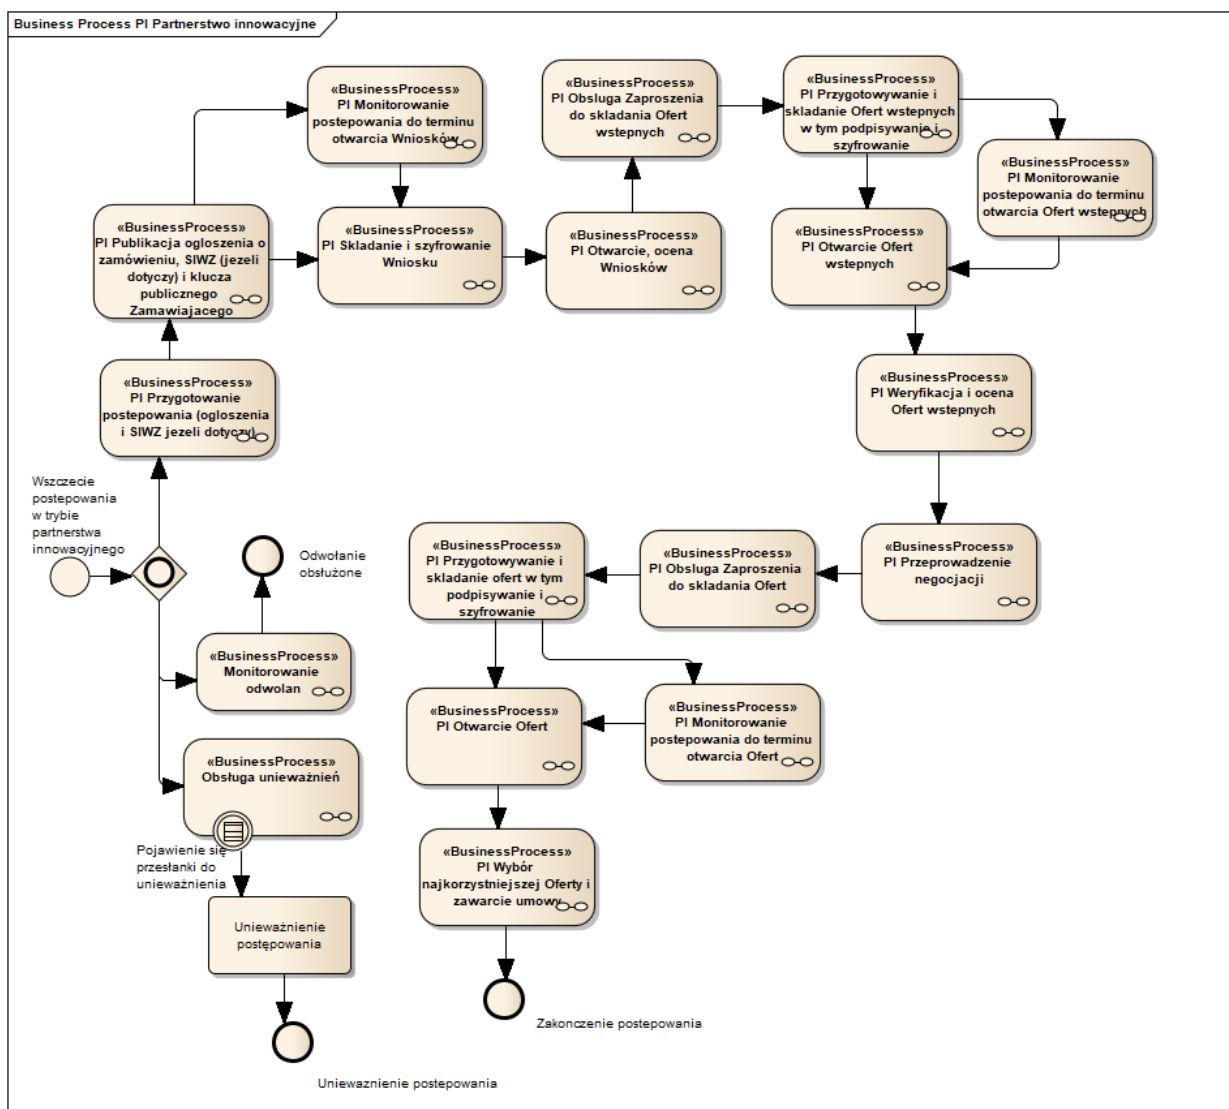 Business Process PI Partnerstwo innowacyjne
«BusinessProcess»
PI Monitorowanie
postepowania do terminu
otwarcia Wniosków
«BusinessProcess»
PI Obsluga Zaproszenia
do skladania Ofert
wstepnych
«BusinessProcess»
PI Przygotowywanie i
skladanie Ofert wstepnych
w tym podpisywanie i
szyfrowanie
«BusinessProcess»
PI Monitorowanie
postepowania do terminu
otwarcia Ofert wstepnych
«BusinessProcess»
PI Publikacja ogloszenia o
zamówieniu, SIWZ (jezeli
dotyczy) i klucza
publicznego
Zamawiajacego
«BusinessProcess»
PI Skladanie i szyfrowanie
Wniosku
«BusinessProcess»
PI Otwarcie, ocena
Wniosków
«BusinessProcess»
PI Otwarcie Ofert
wstepnych
«BusinessProcess»
PI Przygotowanie
postepowania (ogloszenia
i SIWZ jezeli dotyczy)
«BusinessProcess»
PI Weryfikacja i ocena
Ofert wstepnych
Wszczecie
postepowania
w trybie
partnerstwa
innowacyjnego
Odwołanie
obsłużone
«BusinessProcess»
PI Przygotowywanie i
skladanie ofert w tym
podpisywanie i
szyfrowanie
«BusinessProcess»
PI Obsluga Zaproszenia
do skladania Ofert
«BusinessProcess»
PI Przeprowadzenie
negocjacji
«BusinessProcess»
Monitorowanie
odwolan
«BusinessProcess»
PI Otwarcie Ofert
«BusinessProcess»
PI Monitorowanie
postepowania do terminu
otwarcia Ofert
«BusinessProcess»
Obsługa unieważnień
Pojawienie się
przesłanki do
unieważnienia
«BusinessProcess»
PI Wybór
najkorzystniejszej Oferty i
zawarcie umowy
Unieważnienie
postępowania
Zakonczenie postepowania
Uniewaznienie postepowania